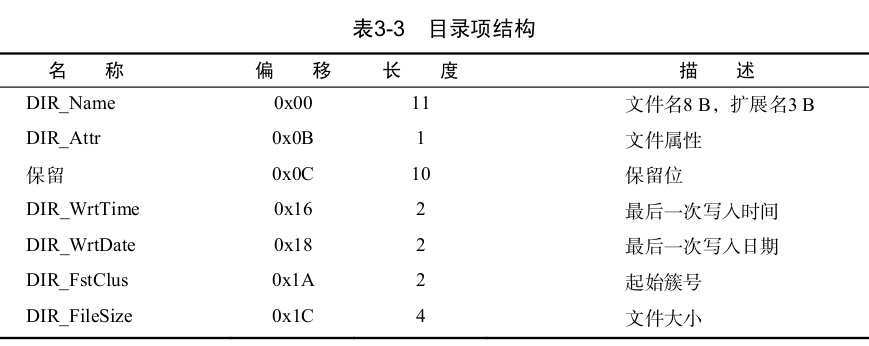 表3-3 目录项结构
名 称 偏 移 长 度 描 述
DIR_Name 0x00 11 文件名8 B，扩展名3 B
DIR_Attr 0x0B 1 文件属性
保留 0x0C 10 保留位
DIR_WrtTime 0x16 2 最后一次写入时间
DIR_WrtDate 0x18 2 最后一次写入日期
DIR_FstClus 0x1A 2 起始簇号
DIR_FileSize 0x1C 4 文件大小